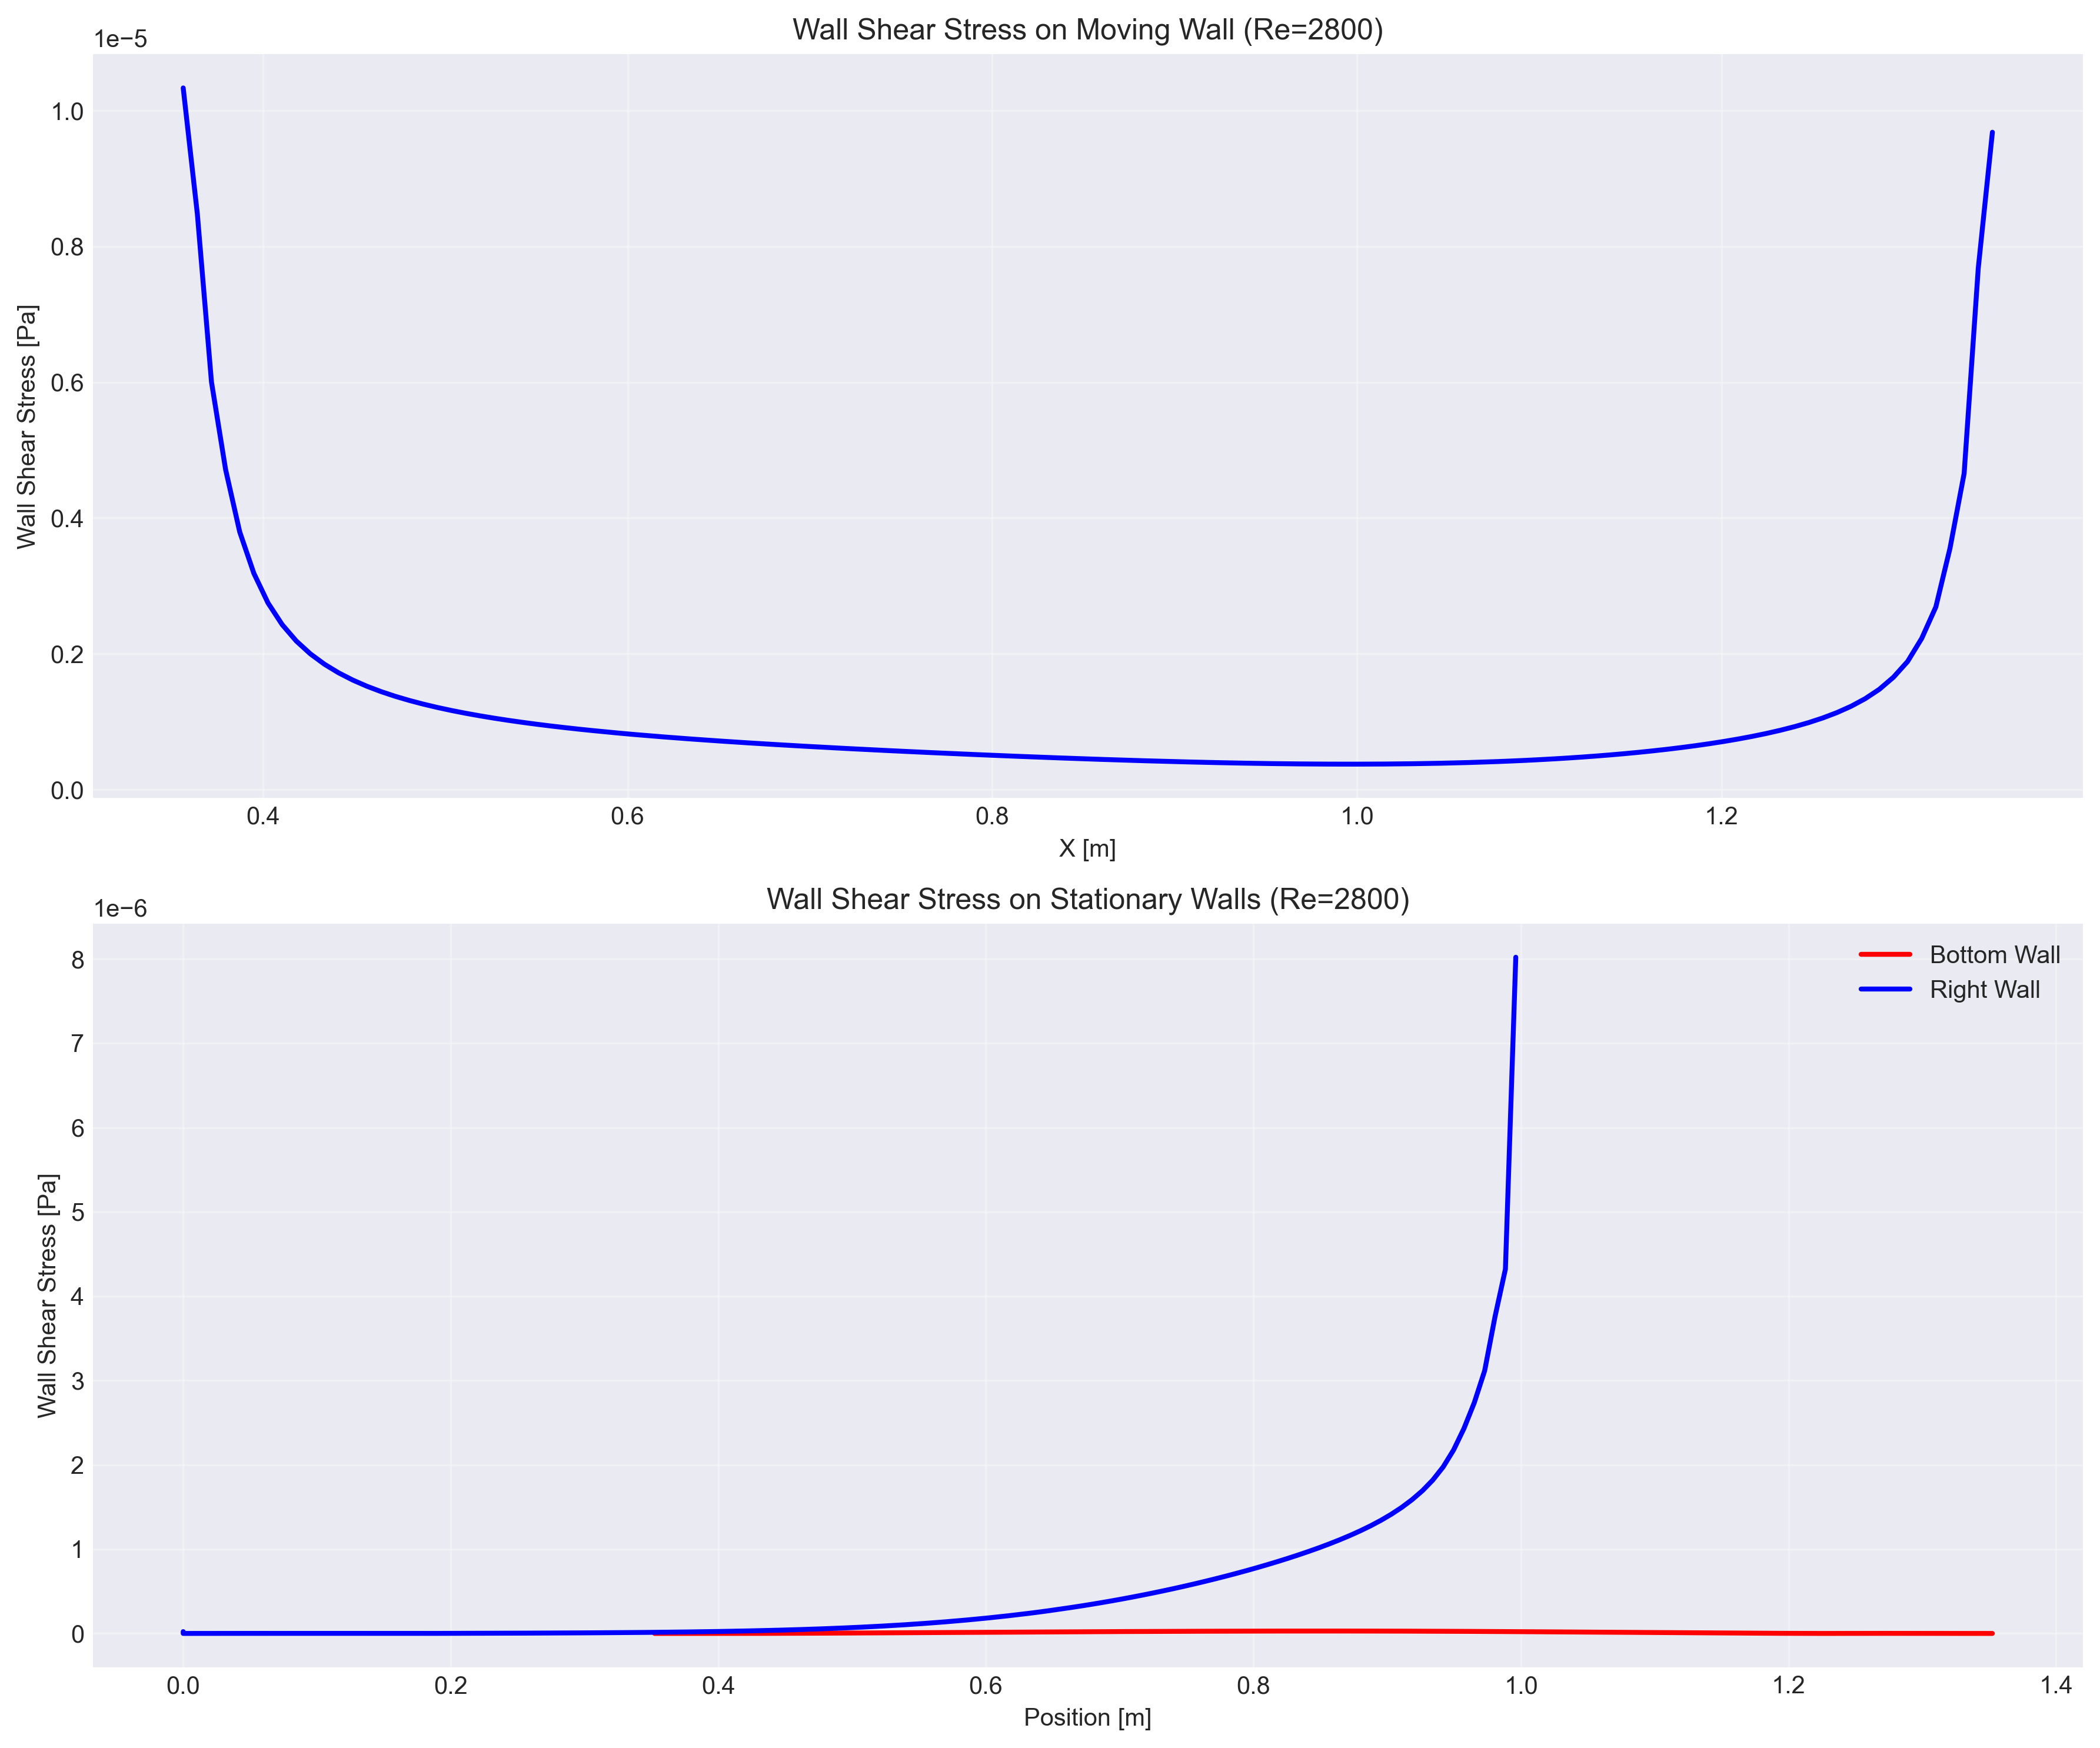 Wall Shear Stress on Moving Wall (Re=2800)
1e−5
1.0
0.8
0.6
0.4
0.2
0.0
Wall Shear Stress [Pa]
0.4 0.6 0.8 1.0 1.2
X [m]
Wall Shear Stress on Stationary Walls (Re=2800)
1e−6
Bottom Wall
Right Wall
8
7
6
5
4
3
2
1
0
Wall Shear Stress [Pa]
0.0 0.2 0.4 0.6 0.8 1.0 1.2 1.4
Position [m]